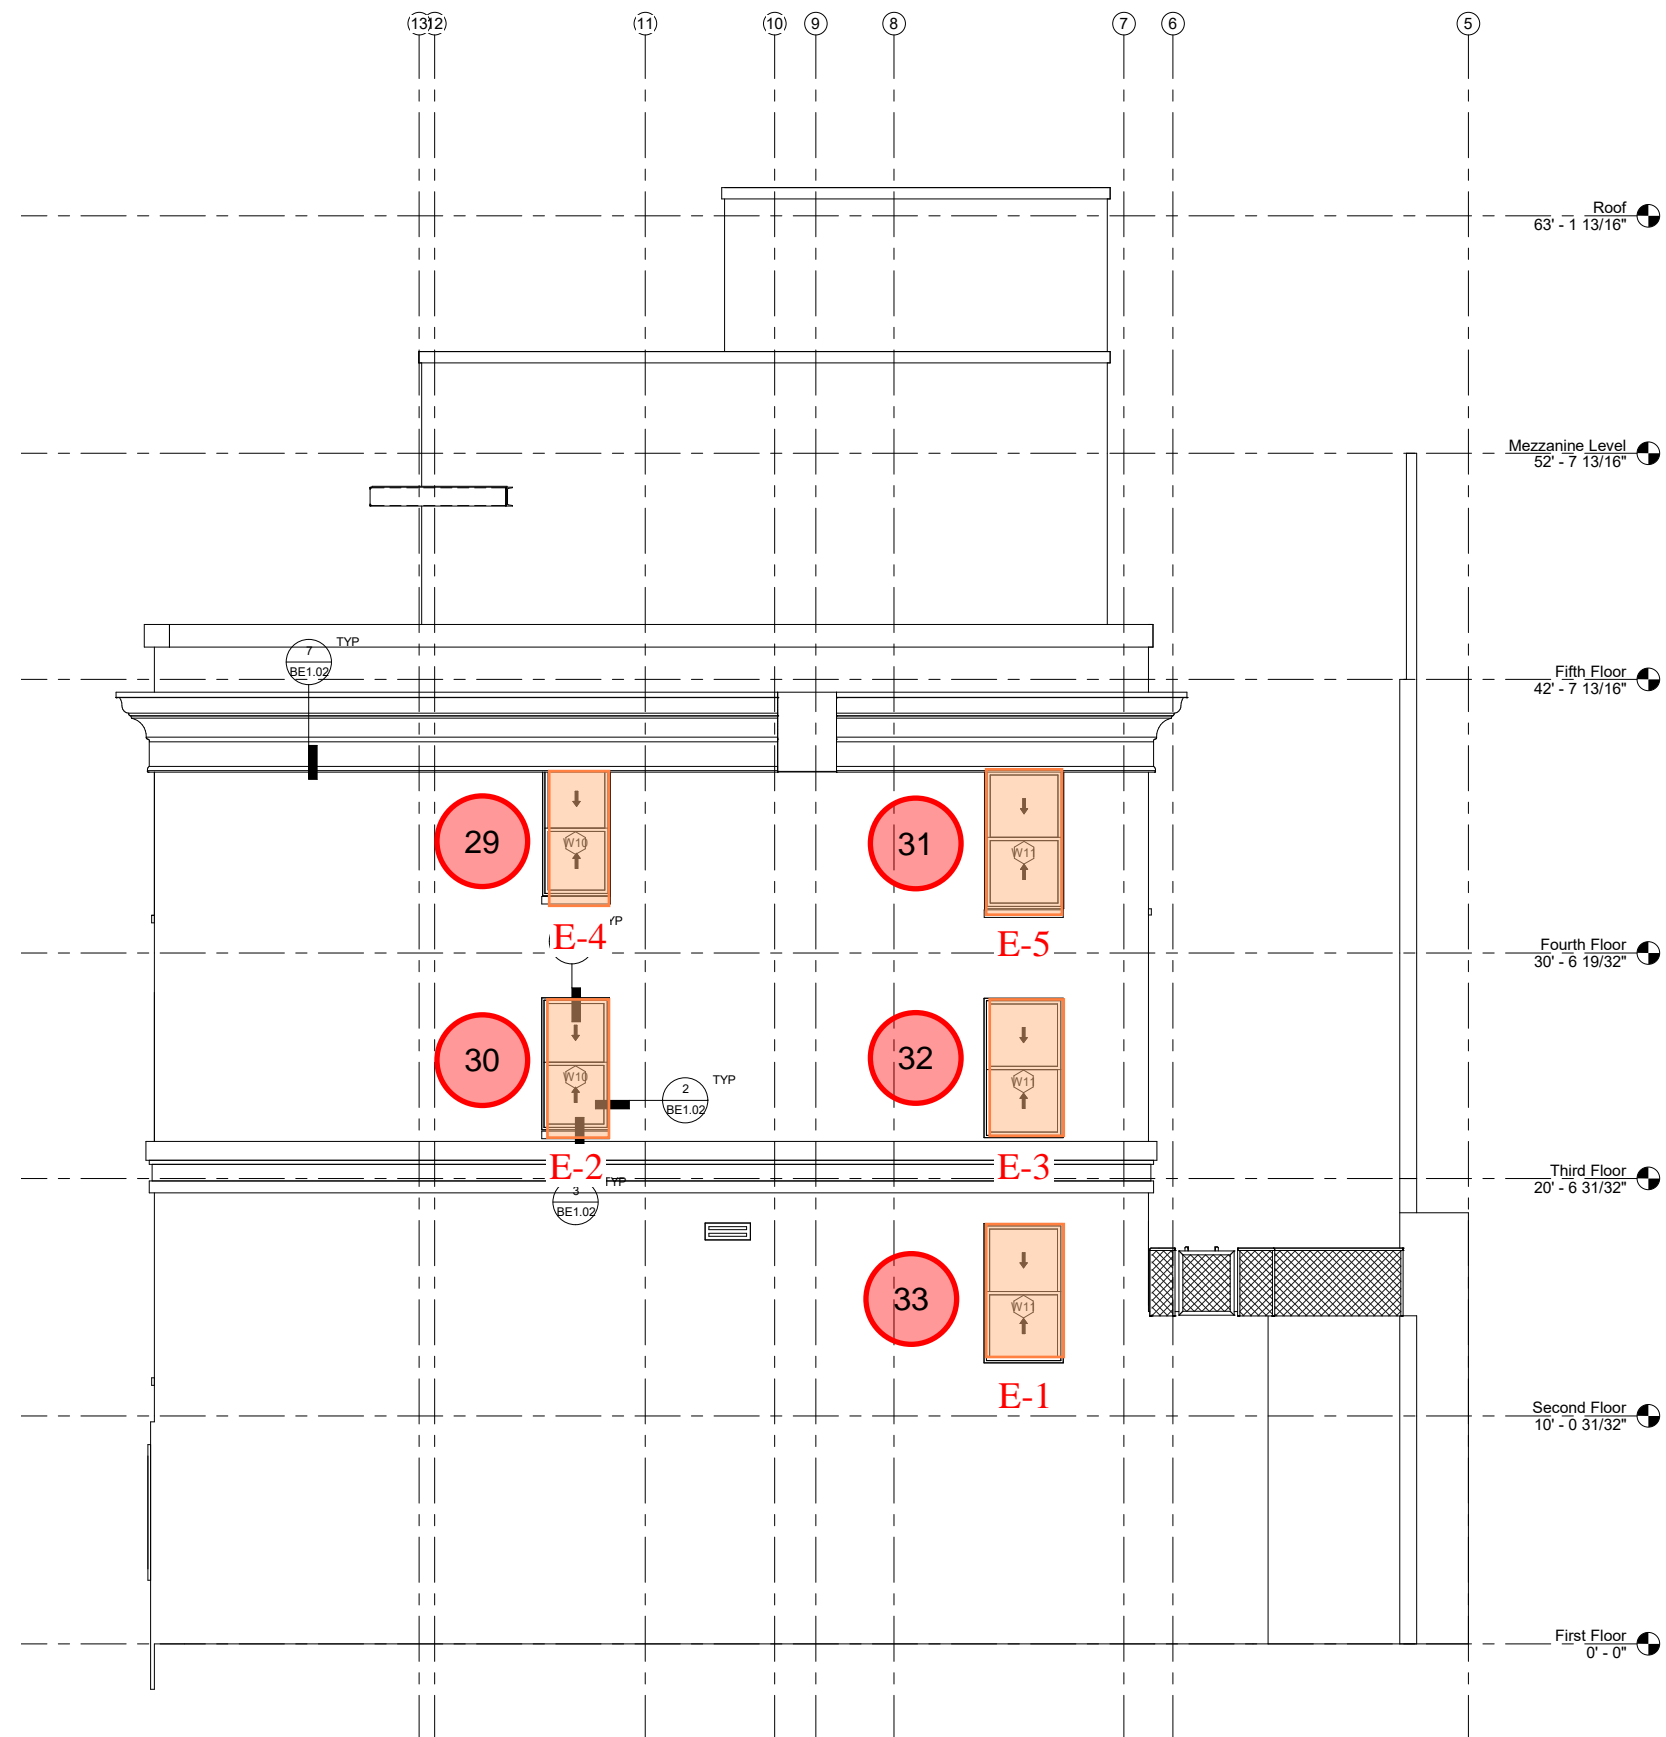 13 12 11 10 9 8 7 6 5
Roof
63' - 1 13/16"
Mezzanine Level
52' - 7 13/16"
TYP
7
BE1.02
Fifth Floor
42' - 7 13/16"
29
W10
31
W11
E-4
YP
E-5
Fourth Floor
30' - 6 19/32"
30
W10
32
W11
2
TYP
BE1.02
E-2
E-3
Third Floor
20' - 6 31/32"
3
TYP
BE1.02
33
W11
E-1
Second Floor
10' - 0 31/32"
First Floor
0' - 0"